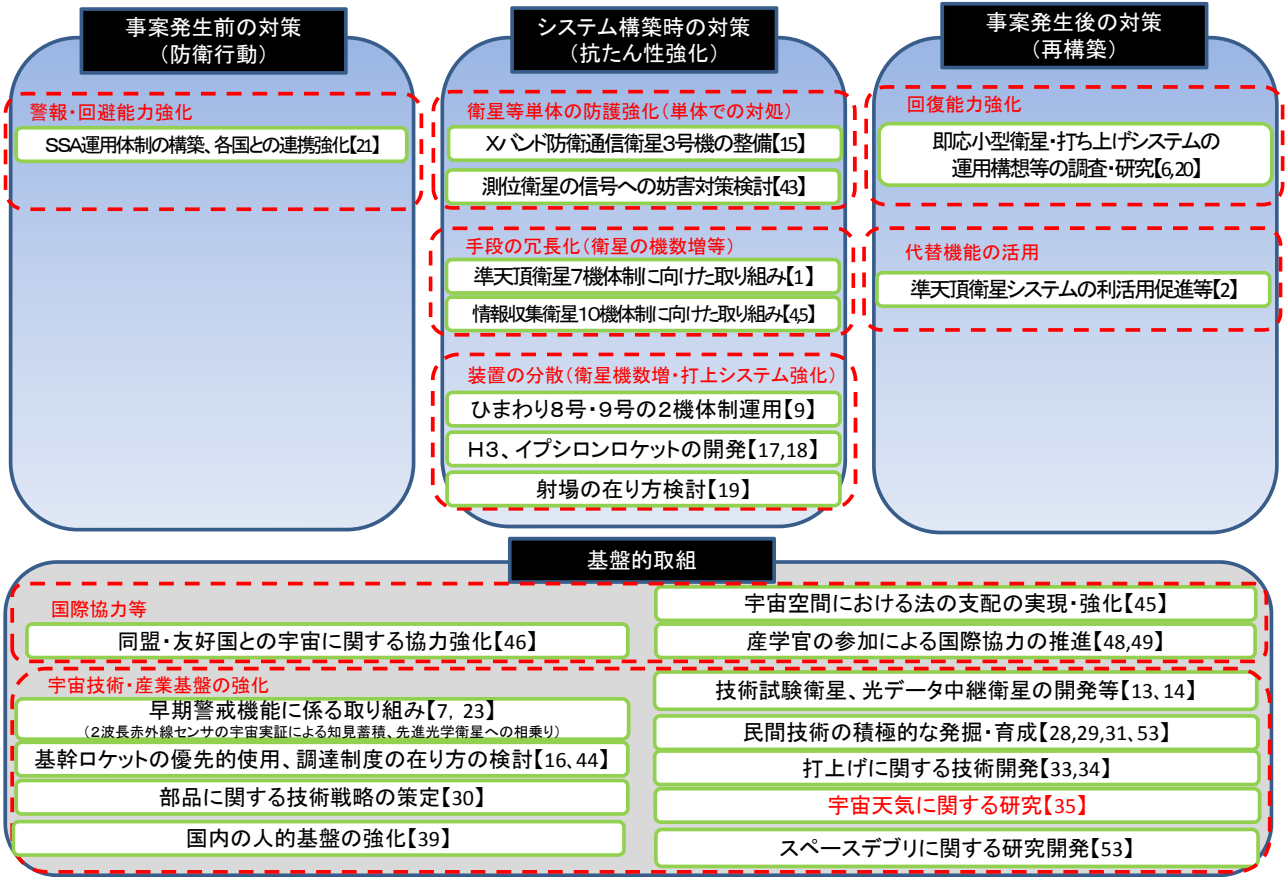 事案発生前の対策
(防衛行動)
警報・回避能力強化
SSA運用体制の構築、各国との連携強化【21】
システム構築時の対策
(抗たん性強化)
衛星等単体の防護強化(単体での対処)
Xバンド防衛通信衛星3号機の整備【15】
測位衛星の信号への妨害対策検討【43】
手段の冗長化(衛星の機数増等)
準天頂衛星7機体制に向けた取り組み【1】
情報収集衛星10機体制に向けた取り組み【4,5】
装置の分散(衛星機数増・打上システム強化)
ひまわり8号・9号の2機体制運用【9】
H3、イプシロンロケットの開発【17,18】
射場の在り方検討【19】
事案発生後の対策
(再構築)
回復能力強化
即応小型衛星・打ち上げシステムの
運用構想等の調査・研究【6,20】
代替機能の活用
準天頂衛星システムの利活用促進等【2】
基盤的取組
国際協力等
同盟・友好国との宇宙に関する協力強化【46】
宇宙空間における法の支配の実現・強化【45】
産学官の参加による国際協力の推進【48,49】
宇宙技術・産業基盤の強化
早期警戒機能に係る取り組み【7, 23】
(2波長赤外線センサの宇宙実証による知見蓄積、先進光学衛星への相乗り)
基幹ロケットの優先的使用、調達制度の在り方の検討【16、44】
部品に関する技術戦略の策定【30】
国内の人的基盤の強化【39】
技術試験衛星、光データ中継衛星の開発等【13、14】
民間技術の積極的な発掘・育成【28,29,31、53】
打上げに関する技術開発【33,34】
宇宙天気に関する研究【35】
スペースデブリに関する研究開発【53】